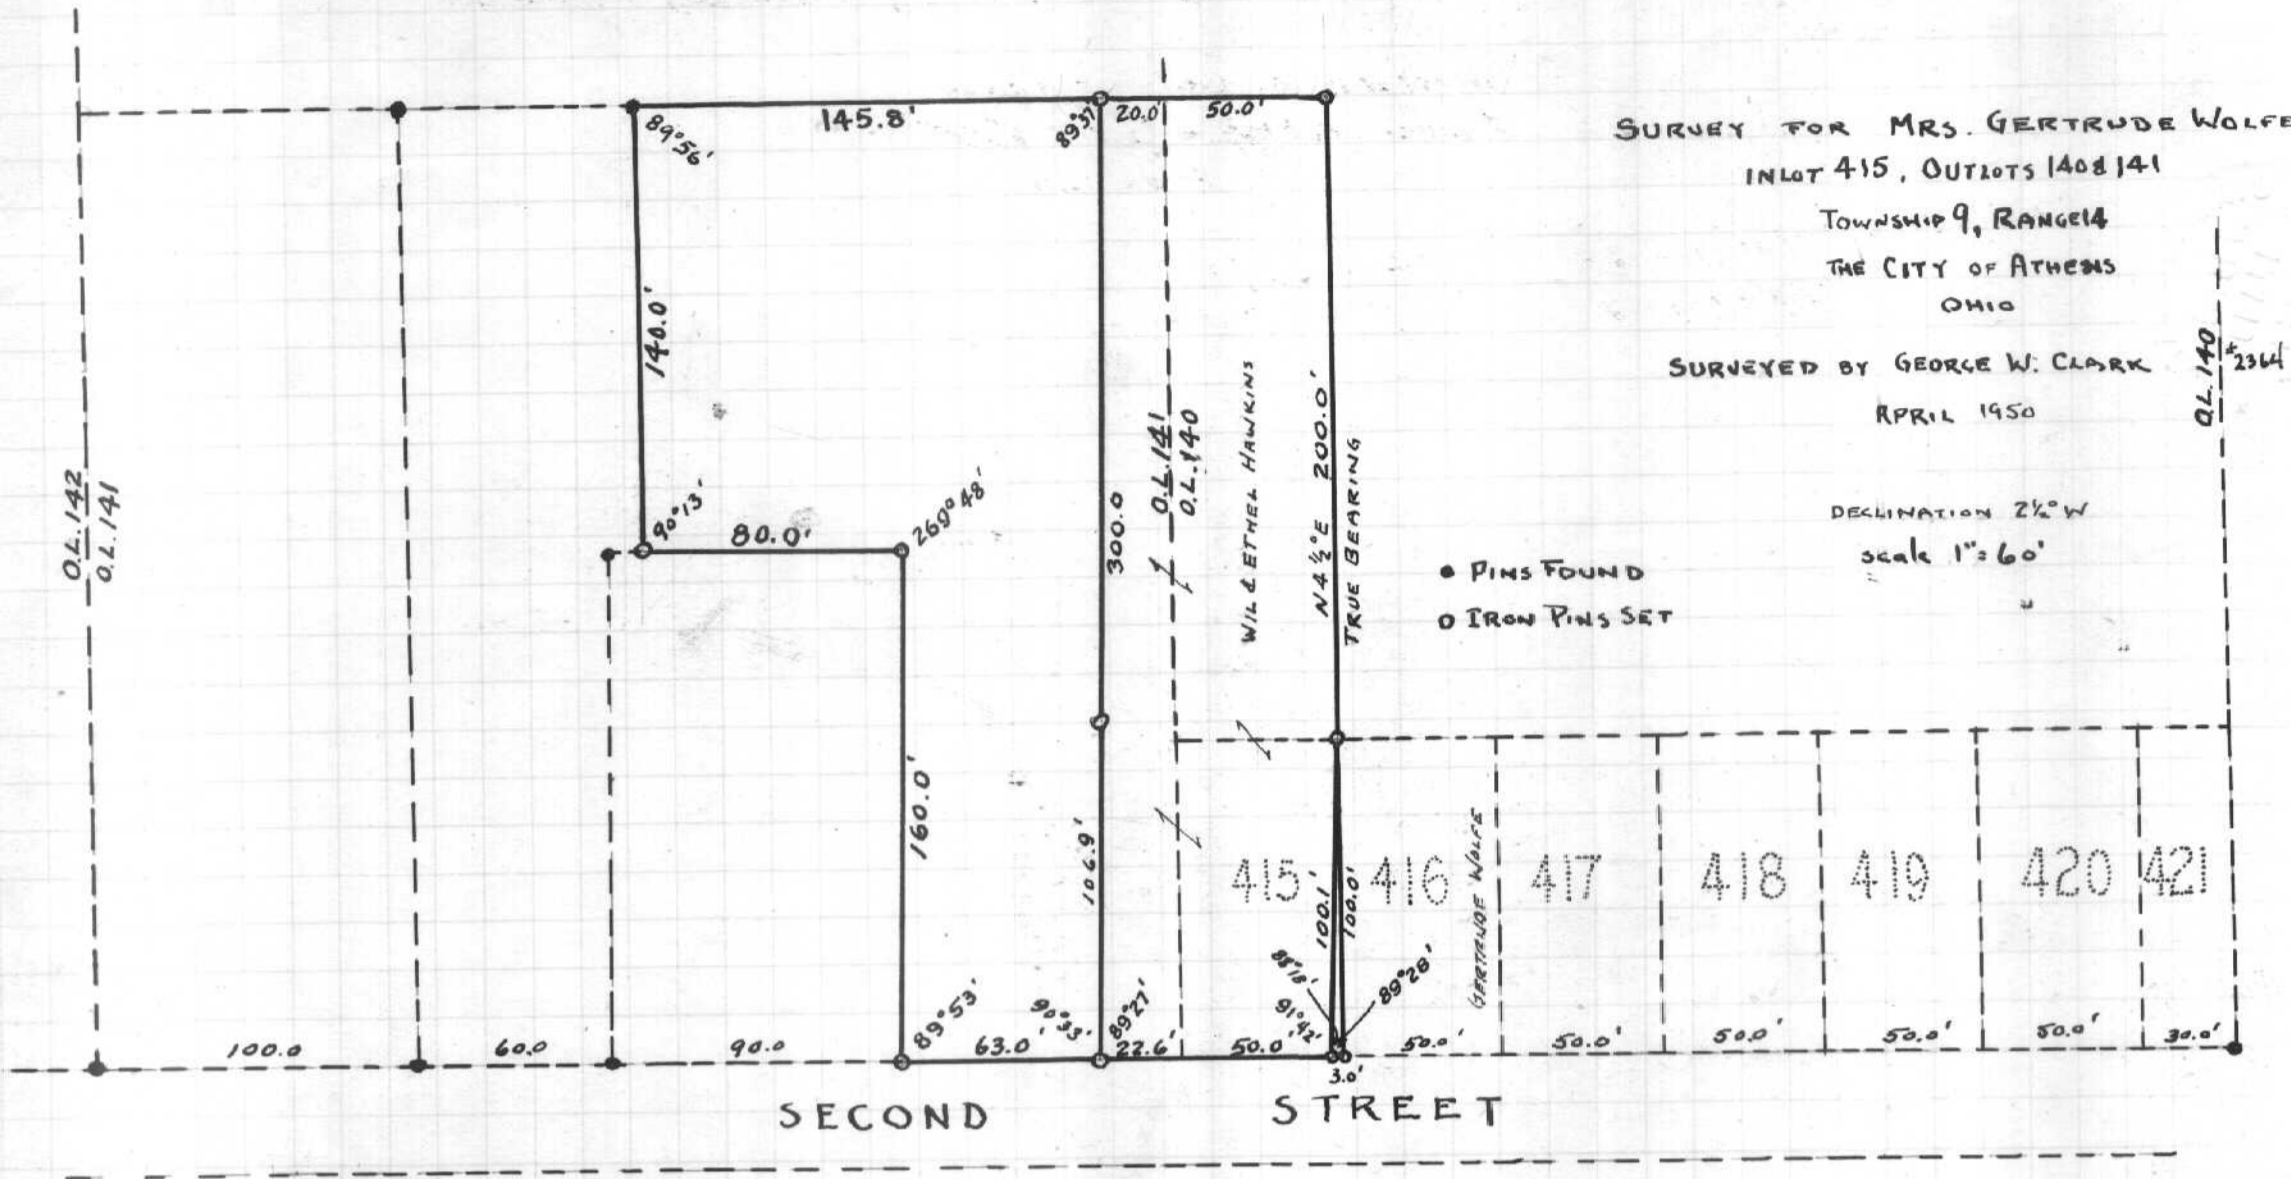 SURVEY FOR MRS. GERTRUDE WOLFE
INLOT 415, OUTLOTS 140 & 141
TOWNSHIP 9, RANGE 14
THE CITY OF ATHENS
OHIO
SURVEYED BY GEORGE W. CLARK
APRIL 1950
DECLINATION 2½° W
scale 1" = 60'
● PINS FOUND
O IRON PINS SET
O.L. 140
#2364
145.8'
20.0'
50.0'
89°56'
89°37'
140.0'
90°13'
80.0'
269°48'
300.0
O.L. 141
O.L. 140
WIL & ETHEL HAWKINS
N 4½° E 200.0'
TRUE BEARING
O.L. 142
O.L. 141
160.0'
106.9'
415
416
417
418
419
420
421
100.1'
100.0'
GERTRUDE WOLFE
88°18'
91°42'
89°28'
89°53'
90°33'
89°27'
100.0
60.0
90.0
63.0'
22.6'
50.0'
3.0'
50.0'
50.0'
50.0'
50.0'
50.0'
30.0'
SECOND STREET